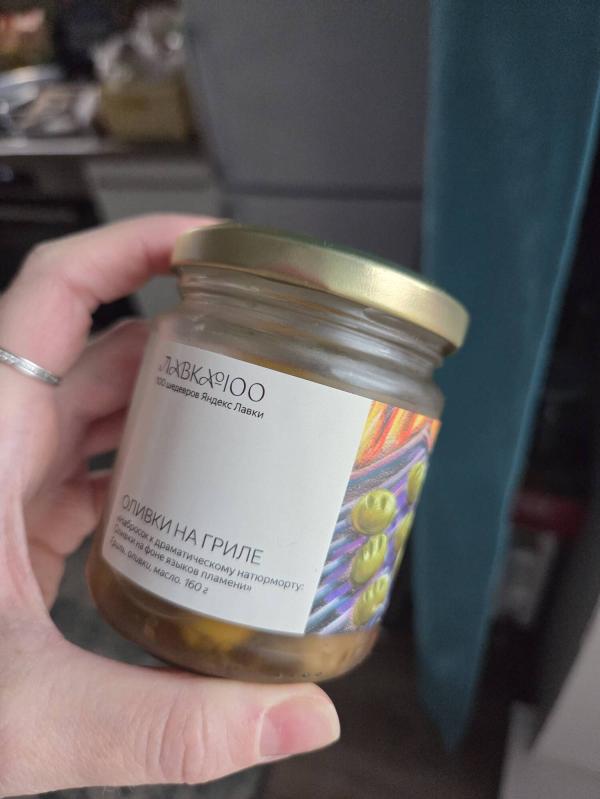 ЛАВКА№100
100 шедевров Яндекс Лавки
ОЛИВКИ НА ГРИЛЕ
«Набросок к драматическому натюрморту:
Оливки на фоне языков пламени»
Гриль, оливки, масло. 160 г